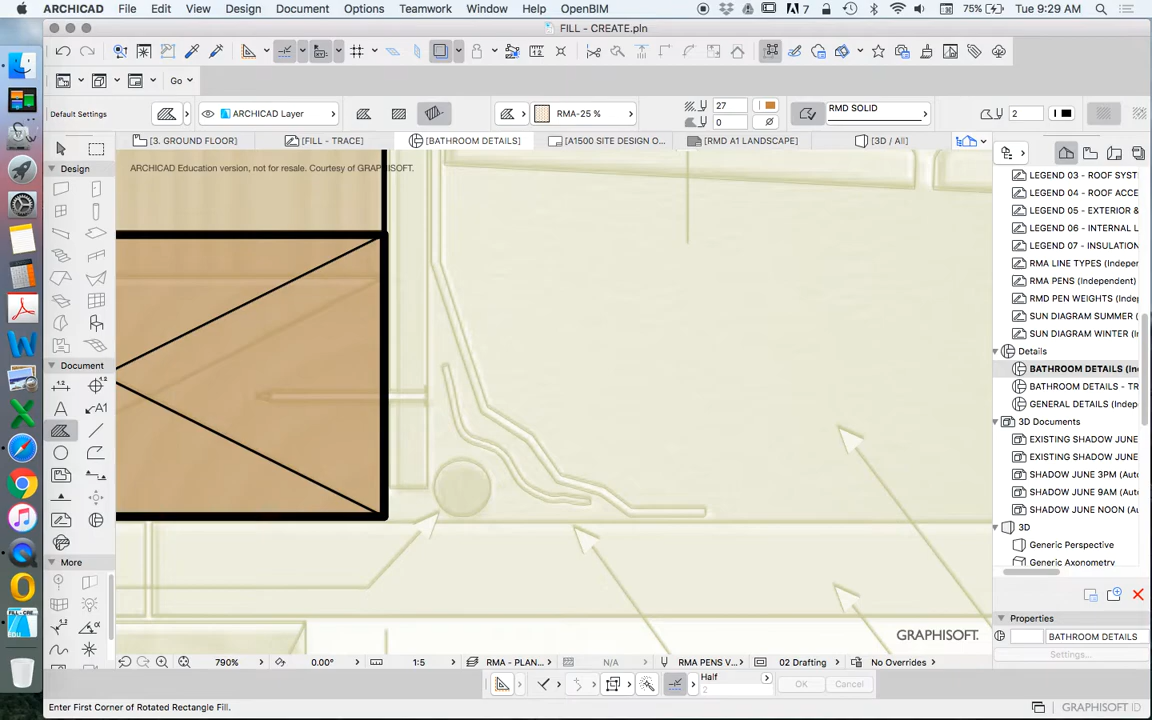 ARCHICAD File Edit View Design Document Options Teamwork Window Help OpenBIM 7 75% Tue 9:29 AM
FILL - CREATE.pln
Go
Default Settings ARCHICAD Layer RMA-25 % 27 0 RMD SOLID 2
[3. GROUND FLOOR] [FILL - TRACE] [BATHROOM DETAILS] [A1500 SITE DESIGN O... [RMD A1 LANDSCAPE] [3D / All]
ARCHICAD Education version, not for resale. Courtesy of GRAPHISOFT.
Design
Document
More
LEGEND 03 - ROOF SYST
LEGEND 04 - ROOF ACCE
LEGEND 05 - EXTERIOR &
LEGEND 06 - INTERNAL L
LEGEND 07 - INSULATION
RMA LINE TYPES (Indepen
RMA PENS (Independent)
RMD PEN WEIGHTS (Indep
SUN DIAGRAM SUMMER (
SUN DIAGRAM WINTER (I
Details
BATHROOM DETAILS (In
BATHROOM DETAILS - TR
GENERAL DETAILS (Indep
3D Documents
EXISTING SHADOW JUNE
EXISTING SHADOW JUNE
SHADOW JUNE 3PM (Aut
SHADOW JUNE 9AM (Aut
SHADOW JUNE NOON (Au
3D
Generic Perspective
Generic Axonometry
Properties
BATHROOM DETAILS
Settings...
GRAPHISOFT.
790% 0.00° 1:5 RMA - PLAN... N/A RMA PENS V... 02 Drafting No Overrides
Half
2
OK Cancel
Enter First Corner of Rotated Rectangle Fill.
GRAPHISOFT ID